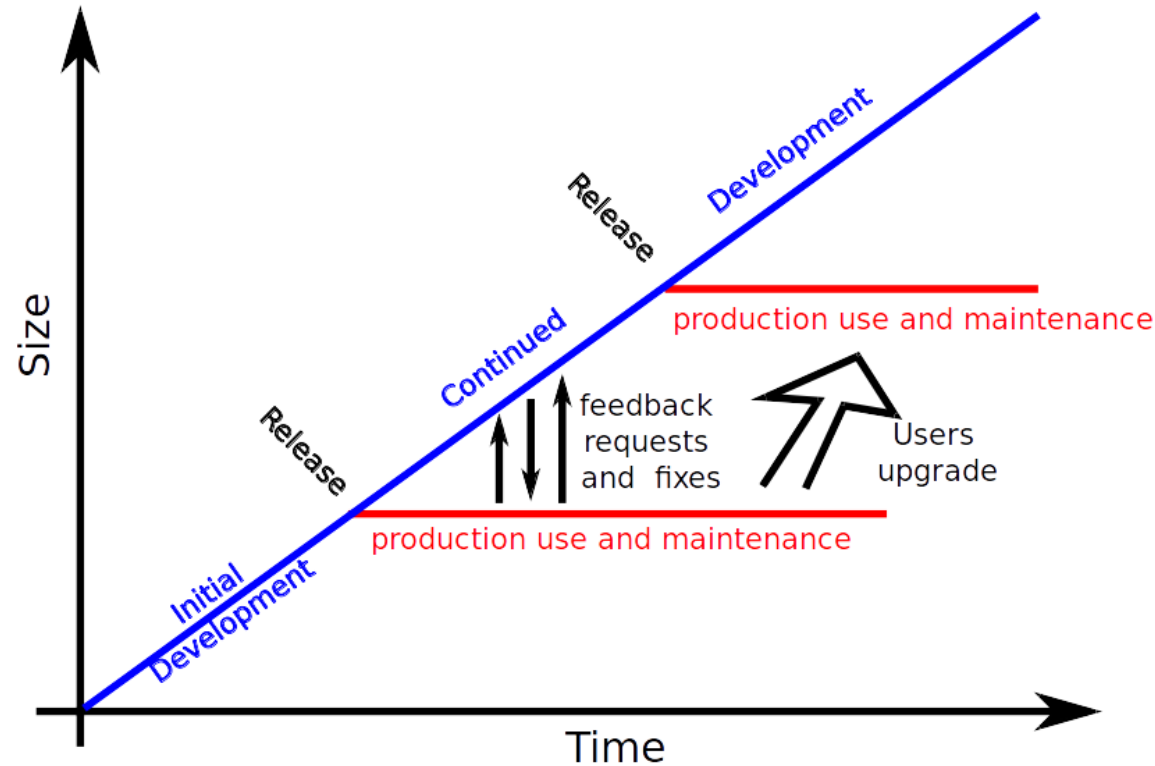 Size
Development
Release
production use and maintenance
Continued
feedback
requests
and fixes
Users
upgrade
Release
production use and maintenance
Initial
Development
Time